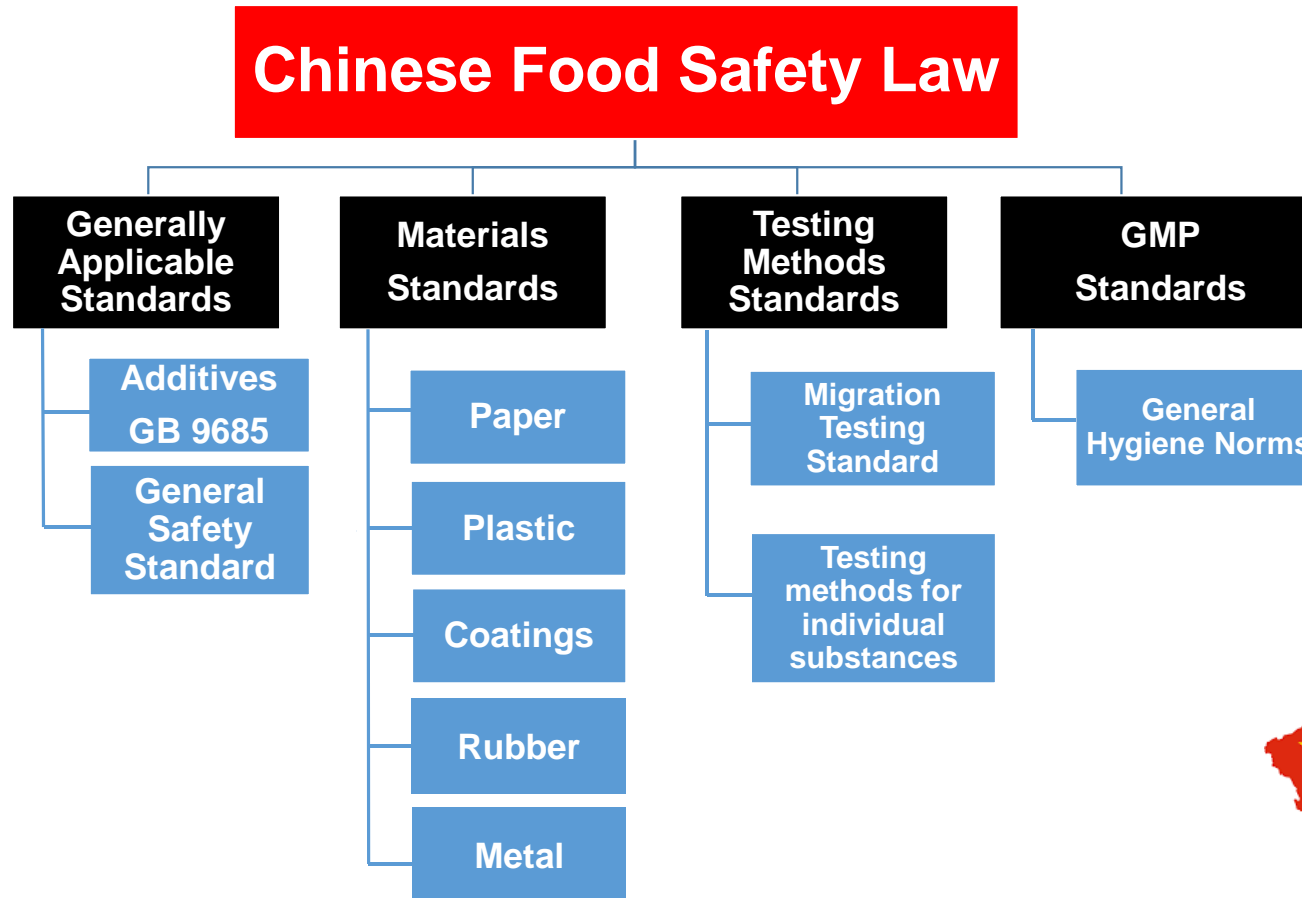 Chinese Food Safety Law
Generally
Applicable
Standards
Additives
GB 9685
General
Safety
Standard
Materials
Standards
Paper
Plastic
Coatings
Rubber
Metal
Testing
Methods
Standards
Migration
Testing
Standard
Testing
methods for
individual
substances
GMP
Standards
General
Hygiene Norms